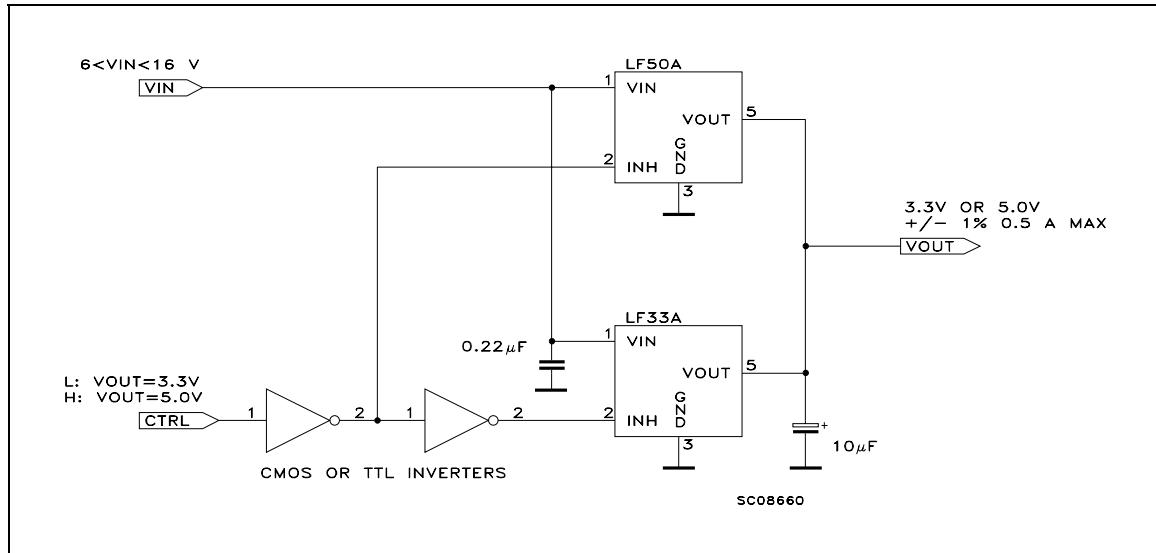 6<VIN<16 V
VIN
LF50A
1
VIN
VOUT
5
2
INH
GND
3
3.3V OR 5.0V
+/- 1% 0.5 A MAX
VOUT
LF33A
1
VIN
0.22µF
VOUT
5
L: VOUT=3.3V
H: VOUT=5.0V
CTRL
1
2
1
2
2
INH
GND
3
+
10µF
CMOS OR TTL INVERTERS
SC08660